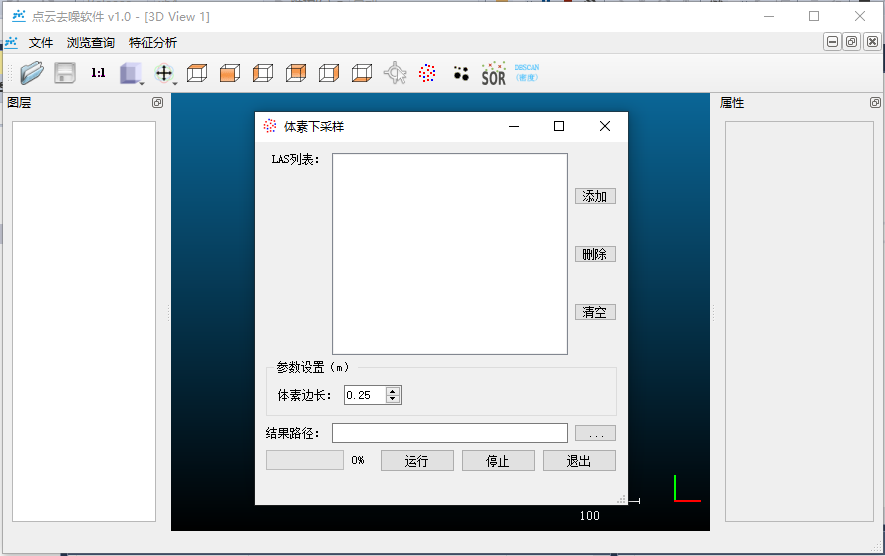 点云去噪软件 v1.0 - [3D View 1]
文件 浏览查询 特征分析
1:1
SOR
DBSCAN
(密度)
图层
属性
体素下采样
LAS列表：
添加
删除
清空
参数设置（m）
体素边长： 0.25
结果路径： ...
0% 运行 停止 退出
100